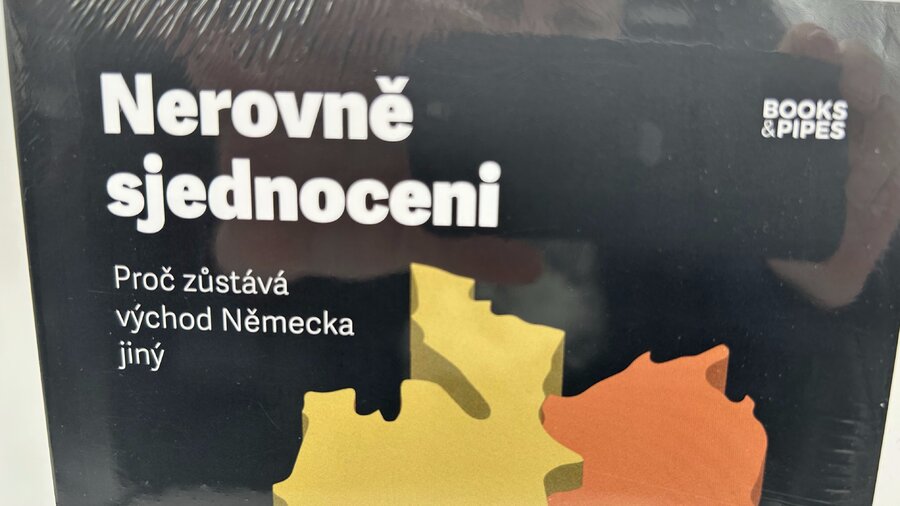 Nerovně
sjednoceni
BOOKS
&PIPES
Proč zůstává
východ Německa
jiný